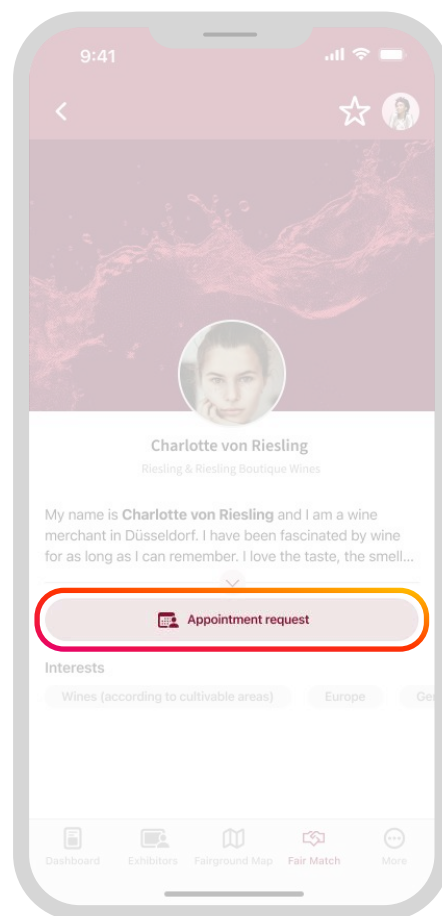 9:41
Charlotte von Riesling
Riesling & Riesling Boutique Wines
My name is Charlotte von Riesling and I am a wine
merchant in Düsseldorf. I have been fascinated by wine
for as long as I can remember. I love the taste, the smell...
Appointment request
Interests
Wines (according to cultivable areas) Europe Ge
Dashboard Exhibitors Fairground Map Fair Match More